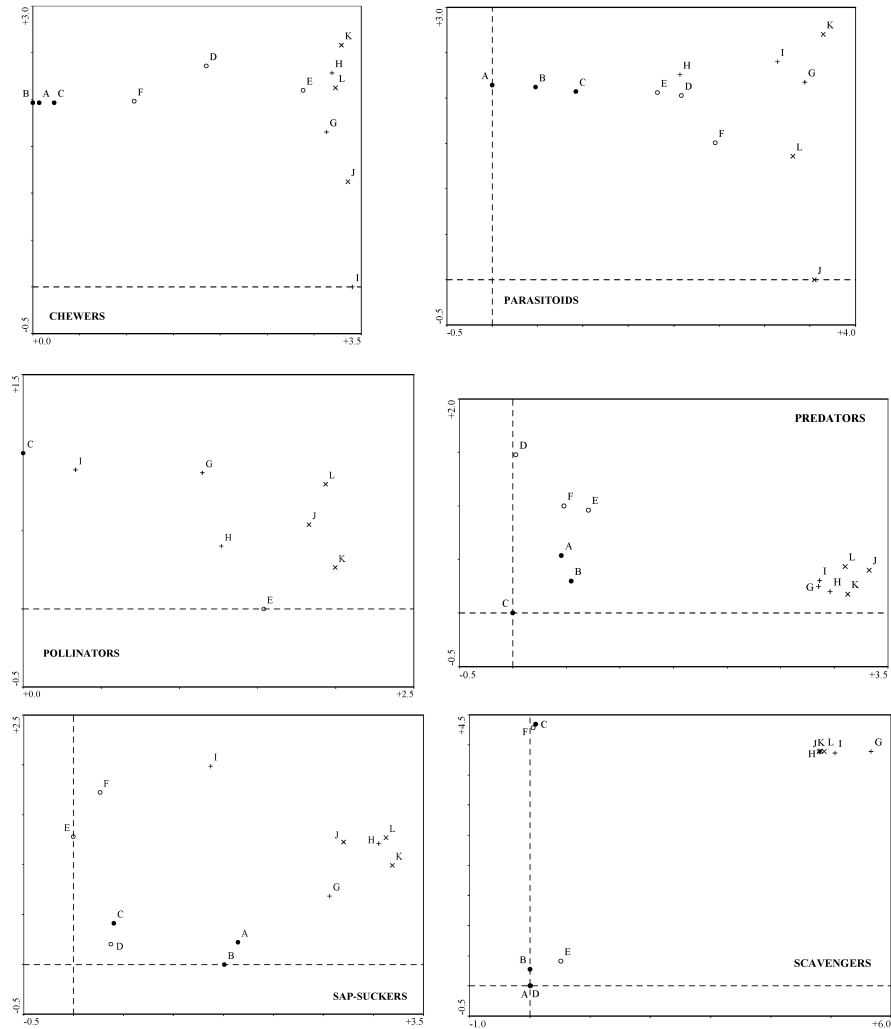 +3.0
K
D
H
L
B A C
F
E
G
J
I
CHEWERS
-0.5
+0.0
+3.5
+3.0
K
I
H
G
A
B
C
E
D
F
L
J
PARASITOIDS
-0.5
-0.5
+4.0
+1.5
C
I
G
L
J
H
K
E
POLLINATORS
-0.5
+0.0
+2.5
+2.0
PREDATORS
D
F
E
A
B
L
J
I
G
H
K
C
-0.5
-0.5
+3.5
+2.5
I
F
E
J
H
L
K
G
C
D
A
B
SAP-SUCKERS
-0.5
-0.5
+3.5
+4.5
C
F
J K L I G
H
B
E
SCAVENGERS
A D
-0.5
-1.0
+6.0